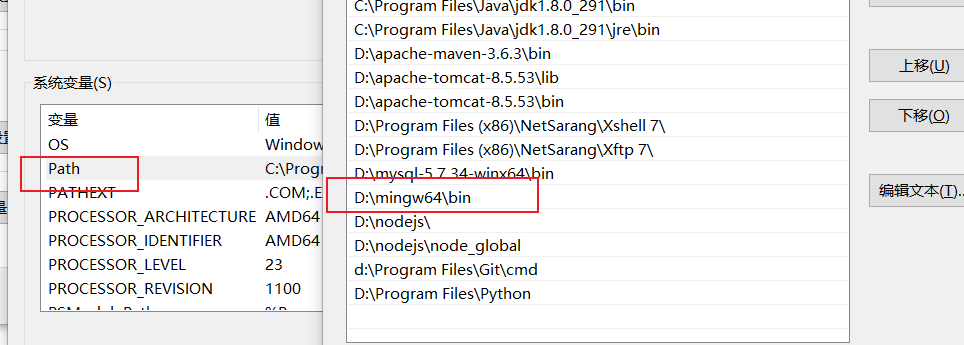 系统变量(S)
变量 值
OS Window
Path C:\Progr
PATHEXT .COM;.E
PROCESSOR_ARCHITECTURE AMD64
PROCESSOR_IDENTIFIER AMD64
PROCESSOR_LEVEL 23
PROCESSOR_REVISION 1100
C:\Program Files\Java\jdk1.8.0_291\bin
C:\Program Files\Java\jdk1.8.0_291\jre\bin
D:\apache-maven-3.6.3\bin
D:\apache-tomcat-8.5.53\lib
D:\apache-tomcat-8.5.53\bin
D:\Program Files (x86)\NetSarang\Xshell 7\
D:\Program Files (x86)\NetSarang\Xftp 7\
D:\mysql-5.7.34-winx64\bin
D:\mingw64\bin
D:\nodejs\
D:\nodejs\node_global
d:\Program Files\Git\cmd
D:\Program Files\Python
上移(U)
下移(O)
编辑文本(T)...